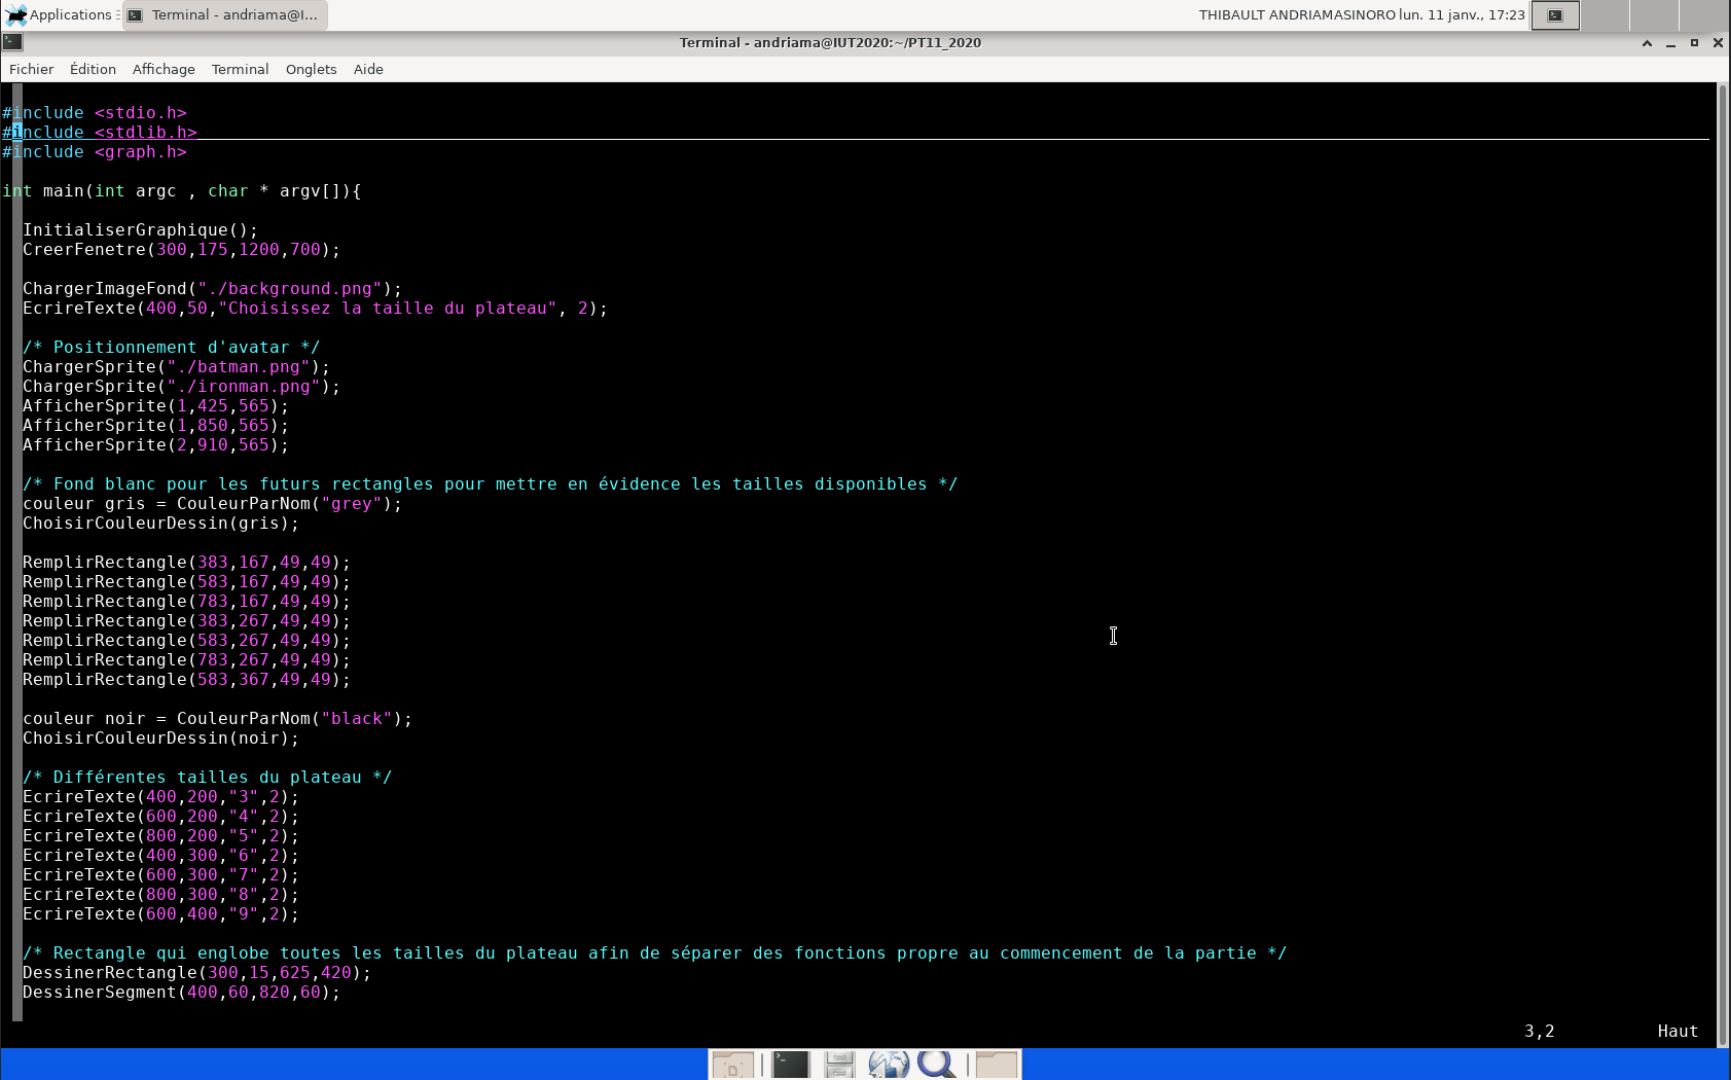 Applications
Terminal - andriama@I...
THIBAULT ANDRIAMASINORO lun. 11 janv., 17:23
Terminal - andriama@IUT2020:~/PT11_2020
Fichier Édition Affichage Terminal Onglets Aide
#include <stdio.h>
#include <stdlib.h>
#include <graph.h>
int main(int argc , char * argv[]){
InitialiserGraphique();
CreerFenetre(300,175,1200,700);
ChargerImageFond("./background.png");
EcrireTexte(400,50,"Choisissez la taille du plateau", 2);
/* Positionnement d'avatar */
ChargerSprite("./batman.png");
ChargerSprite("./ironman.png");
AfficherSprite(1,425,565);
AfficherSprite(1,850,565);
AfficherSprite(2,910,565);
/* Fond blanc pour les futurs rectangles pour mettre en évidence les tailles disponibles */
couleur gris = CouleurParNom("grey");
ChoisirCouleurDessin(gris);
RemplirRectangle(383,167,49,49);
RemplirRectangle(583,167,49,49);
RemplirRectangle(783,167,49,49);
RemplirRectangle(383,267,49,49);
RemplirRectangle(583,267,49,49);
RemplirRectangle(783,267,49,49);
RemplirRectangle(583,367,49,49);
couleur noir = CouleurParNom("black");
ChoisirCouleurDessin(noir);
/* Différentes tailles du plateau */
EcrireTexte(400,200,"3",2);
EcrireTexte(600,200,"4",2);
EcrireTexte(800,200,"5",2);
EcrireTexte(400,300,"6",2);
EcrireTexte(600,300,"7",2);
EcrireTexte(800,300,"8",2);
EcrireTexte(600,400,"9",2);
/* Rectangle qui englobe toutes les tailles du plateau afin de séparer des fonctions propre au commencement de la partie */
DessinerRectangle(300,15,625,420);
DessinerSegment(400,60,820,60);
3,2 Haut